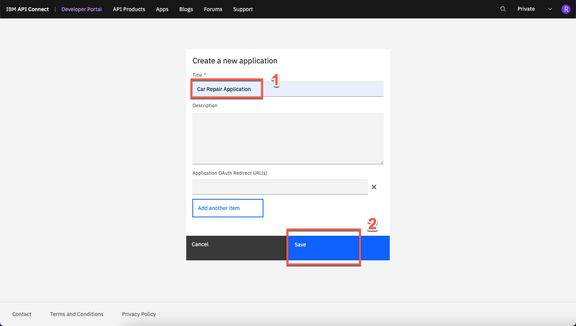 IBM API Connect | Developer Portal API Products Apps Blogs Forums Support Private R
Create a new application
Title *
1
Car Repair Application
Description
Application OAuth Redirect URL(s)
Add another item
2
Cancel Save
Contact Terms and Conditions Privacy Policy